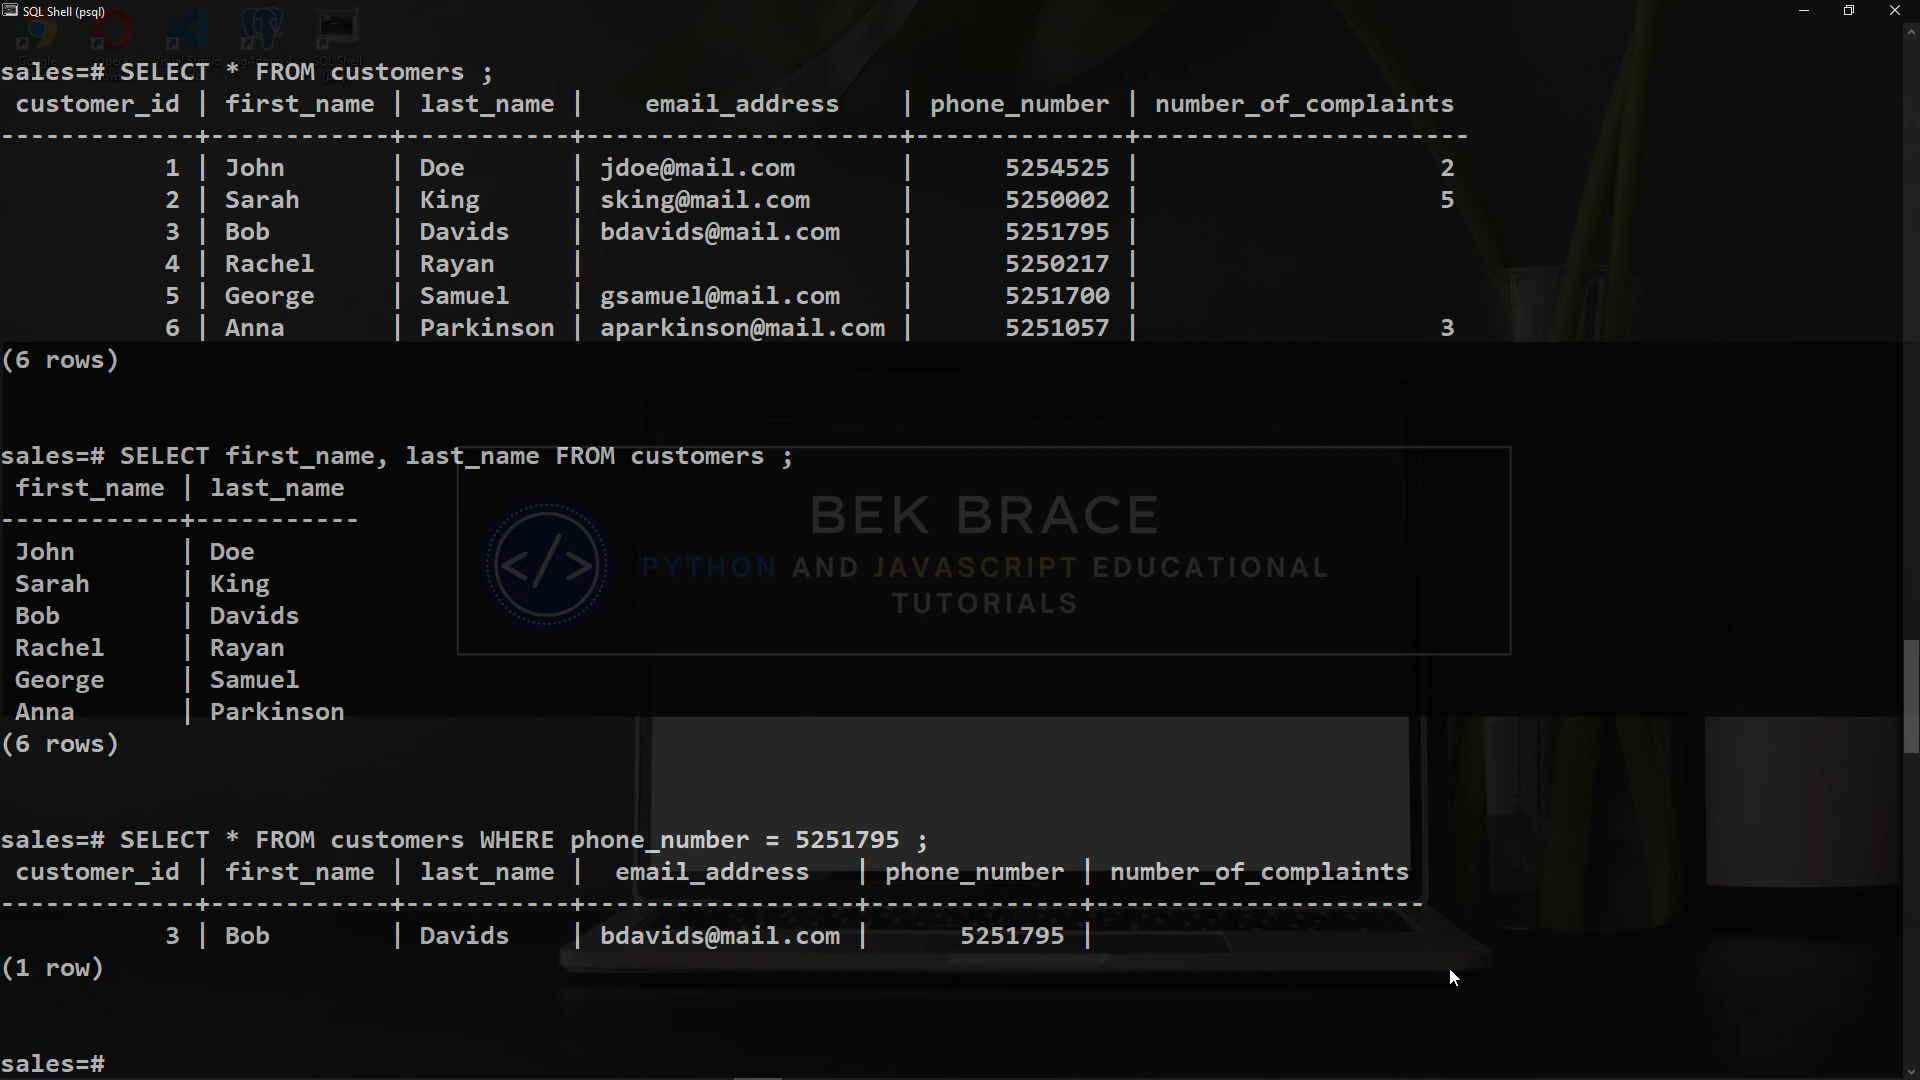 SQL Shell (psql)
sales=# SELECT * FROM customers ;
customer_id | first_name | last_name | email_address | phone_number | number_of_complaints
-------------+------------+-----------+---------------------+--------------+----------------------
1 | John | Doe | jdoe@mail.com | 5254525 | 2
2 | Sarah | King | sking@mail.com | 5250002 | 5
3 | Bob | Davids | bdavids@mail.com | 5251795 |
4 | Rachel | Rayan | | 5250217 |
5 | George | Samuel | gsamuel@mail.com | 5251700 |
6 | Anna | Parkinson | aparkinson@mail.com | 5251057 | 3
(6 rows)
sales=# SELECT first_name, last_name FROM customers ;
first_name | last_name
------------+-----------
John | Doe
Sarah | King
Bob | Davids
Rachel | Rayan
George | Samuel
Anna | Parkinson
(6 rows)
BEK BRACE
</>
PYTHON AND JAVASCRIPT EDUCATIONAL
TUTORIALS
sales=# SELECT * FROM customers WHERE phone_number = 5251795 ;
customer_id | first_name | last_name | email_address | phone_number | number_of_complaints
-------------+------------+-----------+------------------+--------------+----------------------
3 | Bob | Davids | bdavids@mail.com | 5251795 |
(1 row)
sales=#